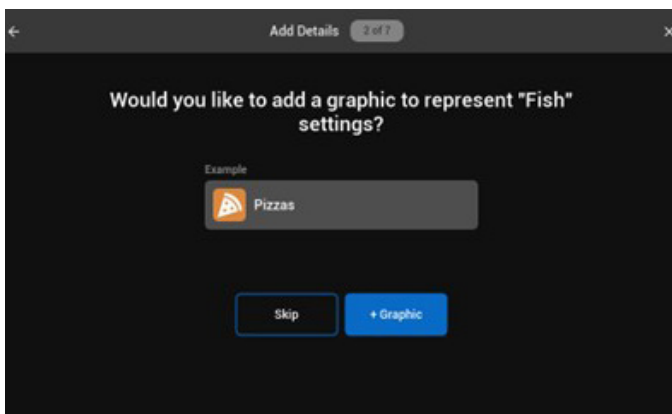 Add Details 2 of 7
Would you like to add a graphic to represent "Fish"
settings?
Example
Pizzas
Skip + Graphic